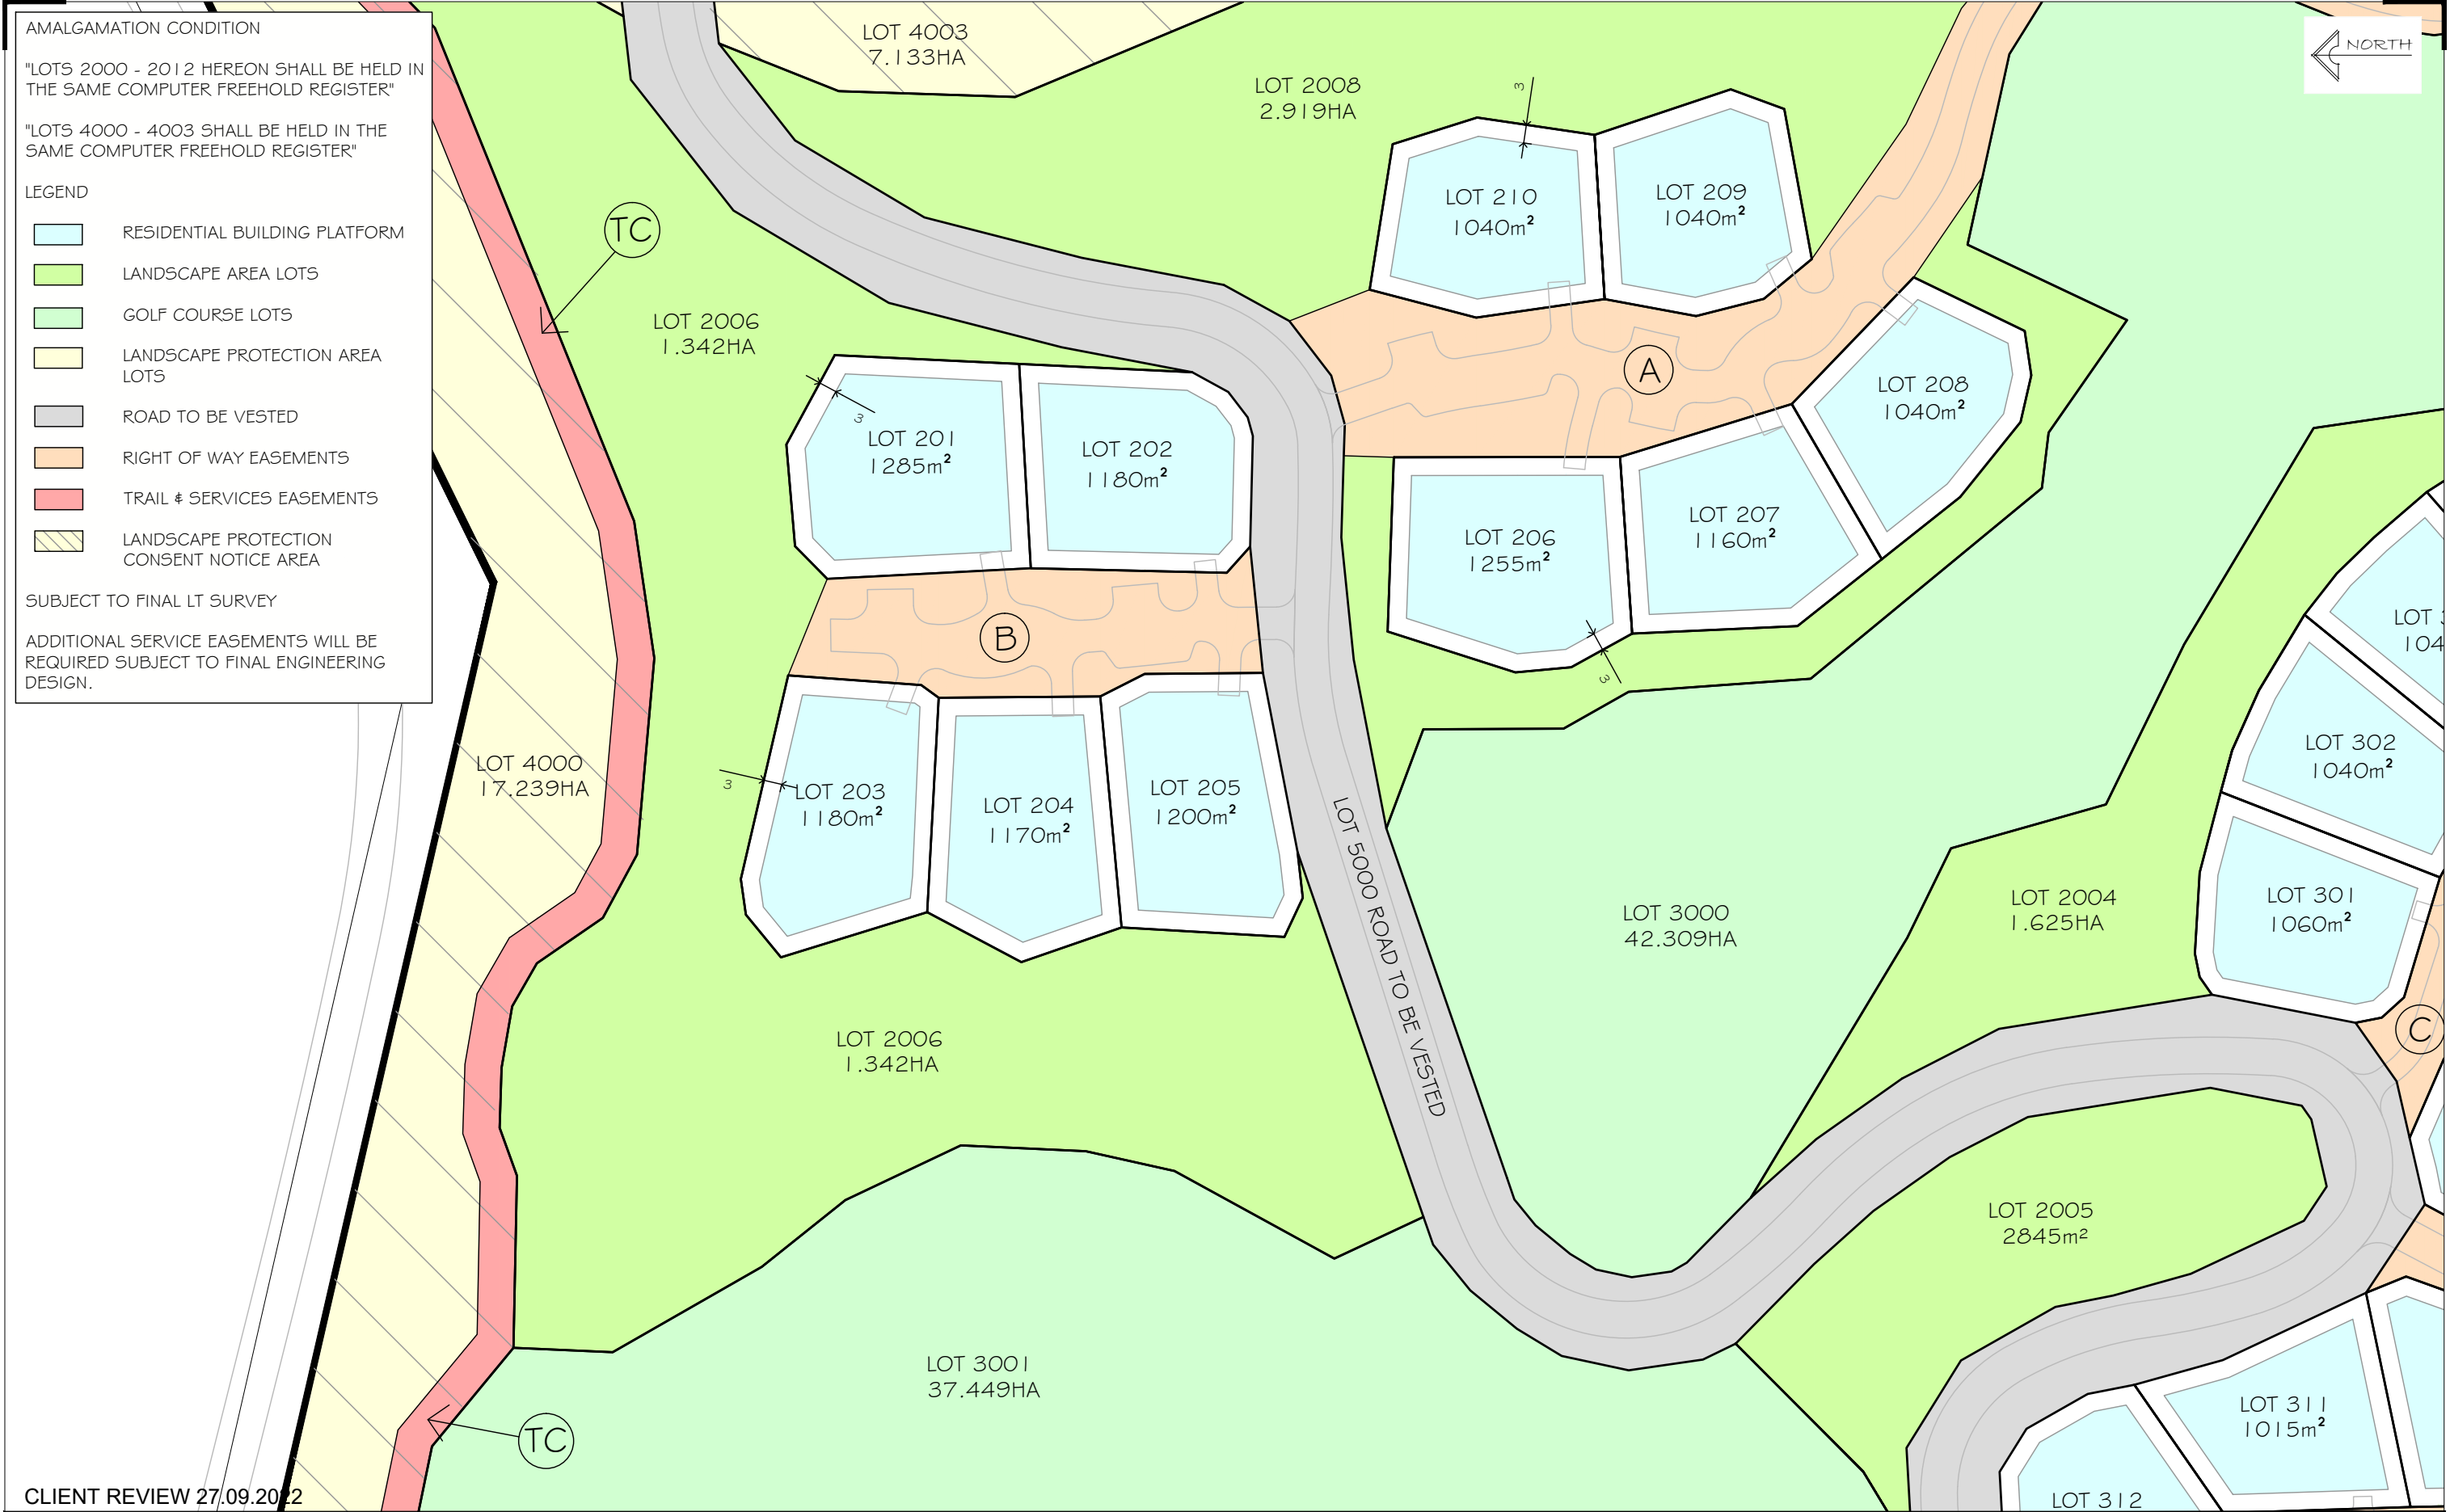 AMALGAMATION CONDITION
"LOTS 2000 - 2012 HEREON SHALL BE HELD IN
THE SAME COMPUTER FREEHOLD REGISTER"
"LOTS 4000 - 4003 SHALL BE HELD IN THE
SAME COMPUTER FREEHOLD REGISTER"
LEGEND
RESIDENTIAL BUILDING PLATFORM
LANDSCAPE AREA LOTS
GOLF COURSE LOTS
LANDSCAPE PROTECTION AREA
LOTS
ROAD TO BE VESTED
RIGHT OF WAY EASEMENTS
TRAIL & SERVICES EASEMENTS
LANDSCAPE PROTECTION
CONSENT NOTICE AREA
SUBJECT TO FINAL LT SURVEY
ADDITIONAL SERVICE EASEMENTS WILL BE
REQUIRED SUBJECT TO FINAL ENGINEERING
DESIGN.
LOT 4003
7.133HA
NORTH
LOT 2008
2.919HA
3
LOT 210
1040m²
LOT 209
1040m²
TC
LOT 2006
1.342HA
A
LOT 208
1040m²
3
LOT 201
1285m²
LOT 202
1180m²
LOT 206
1255m²
LOT 207
1160m²
3
B
LOT 4000
17.239HA
3
LOT 203
1180m²
LOT 204
1170m²
LOT 205
1200m²
LOT 302
1040m²
LOT 301
1060m²
LOT 5000 ROAD TO BE VESTED
LOT 3000
42.309HA
LOT 2004
1.625HA
C
LOT 2006
1.342HA
LOT 2005
2845m²
LOT 3001
37.449HA
LOT 311
1015m²
TC
LOT 312
CLIENT REVIEW 27.09.2022